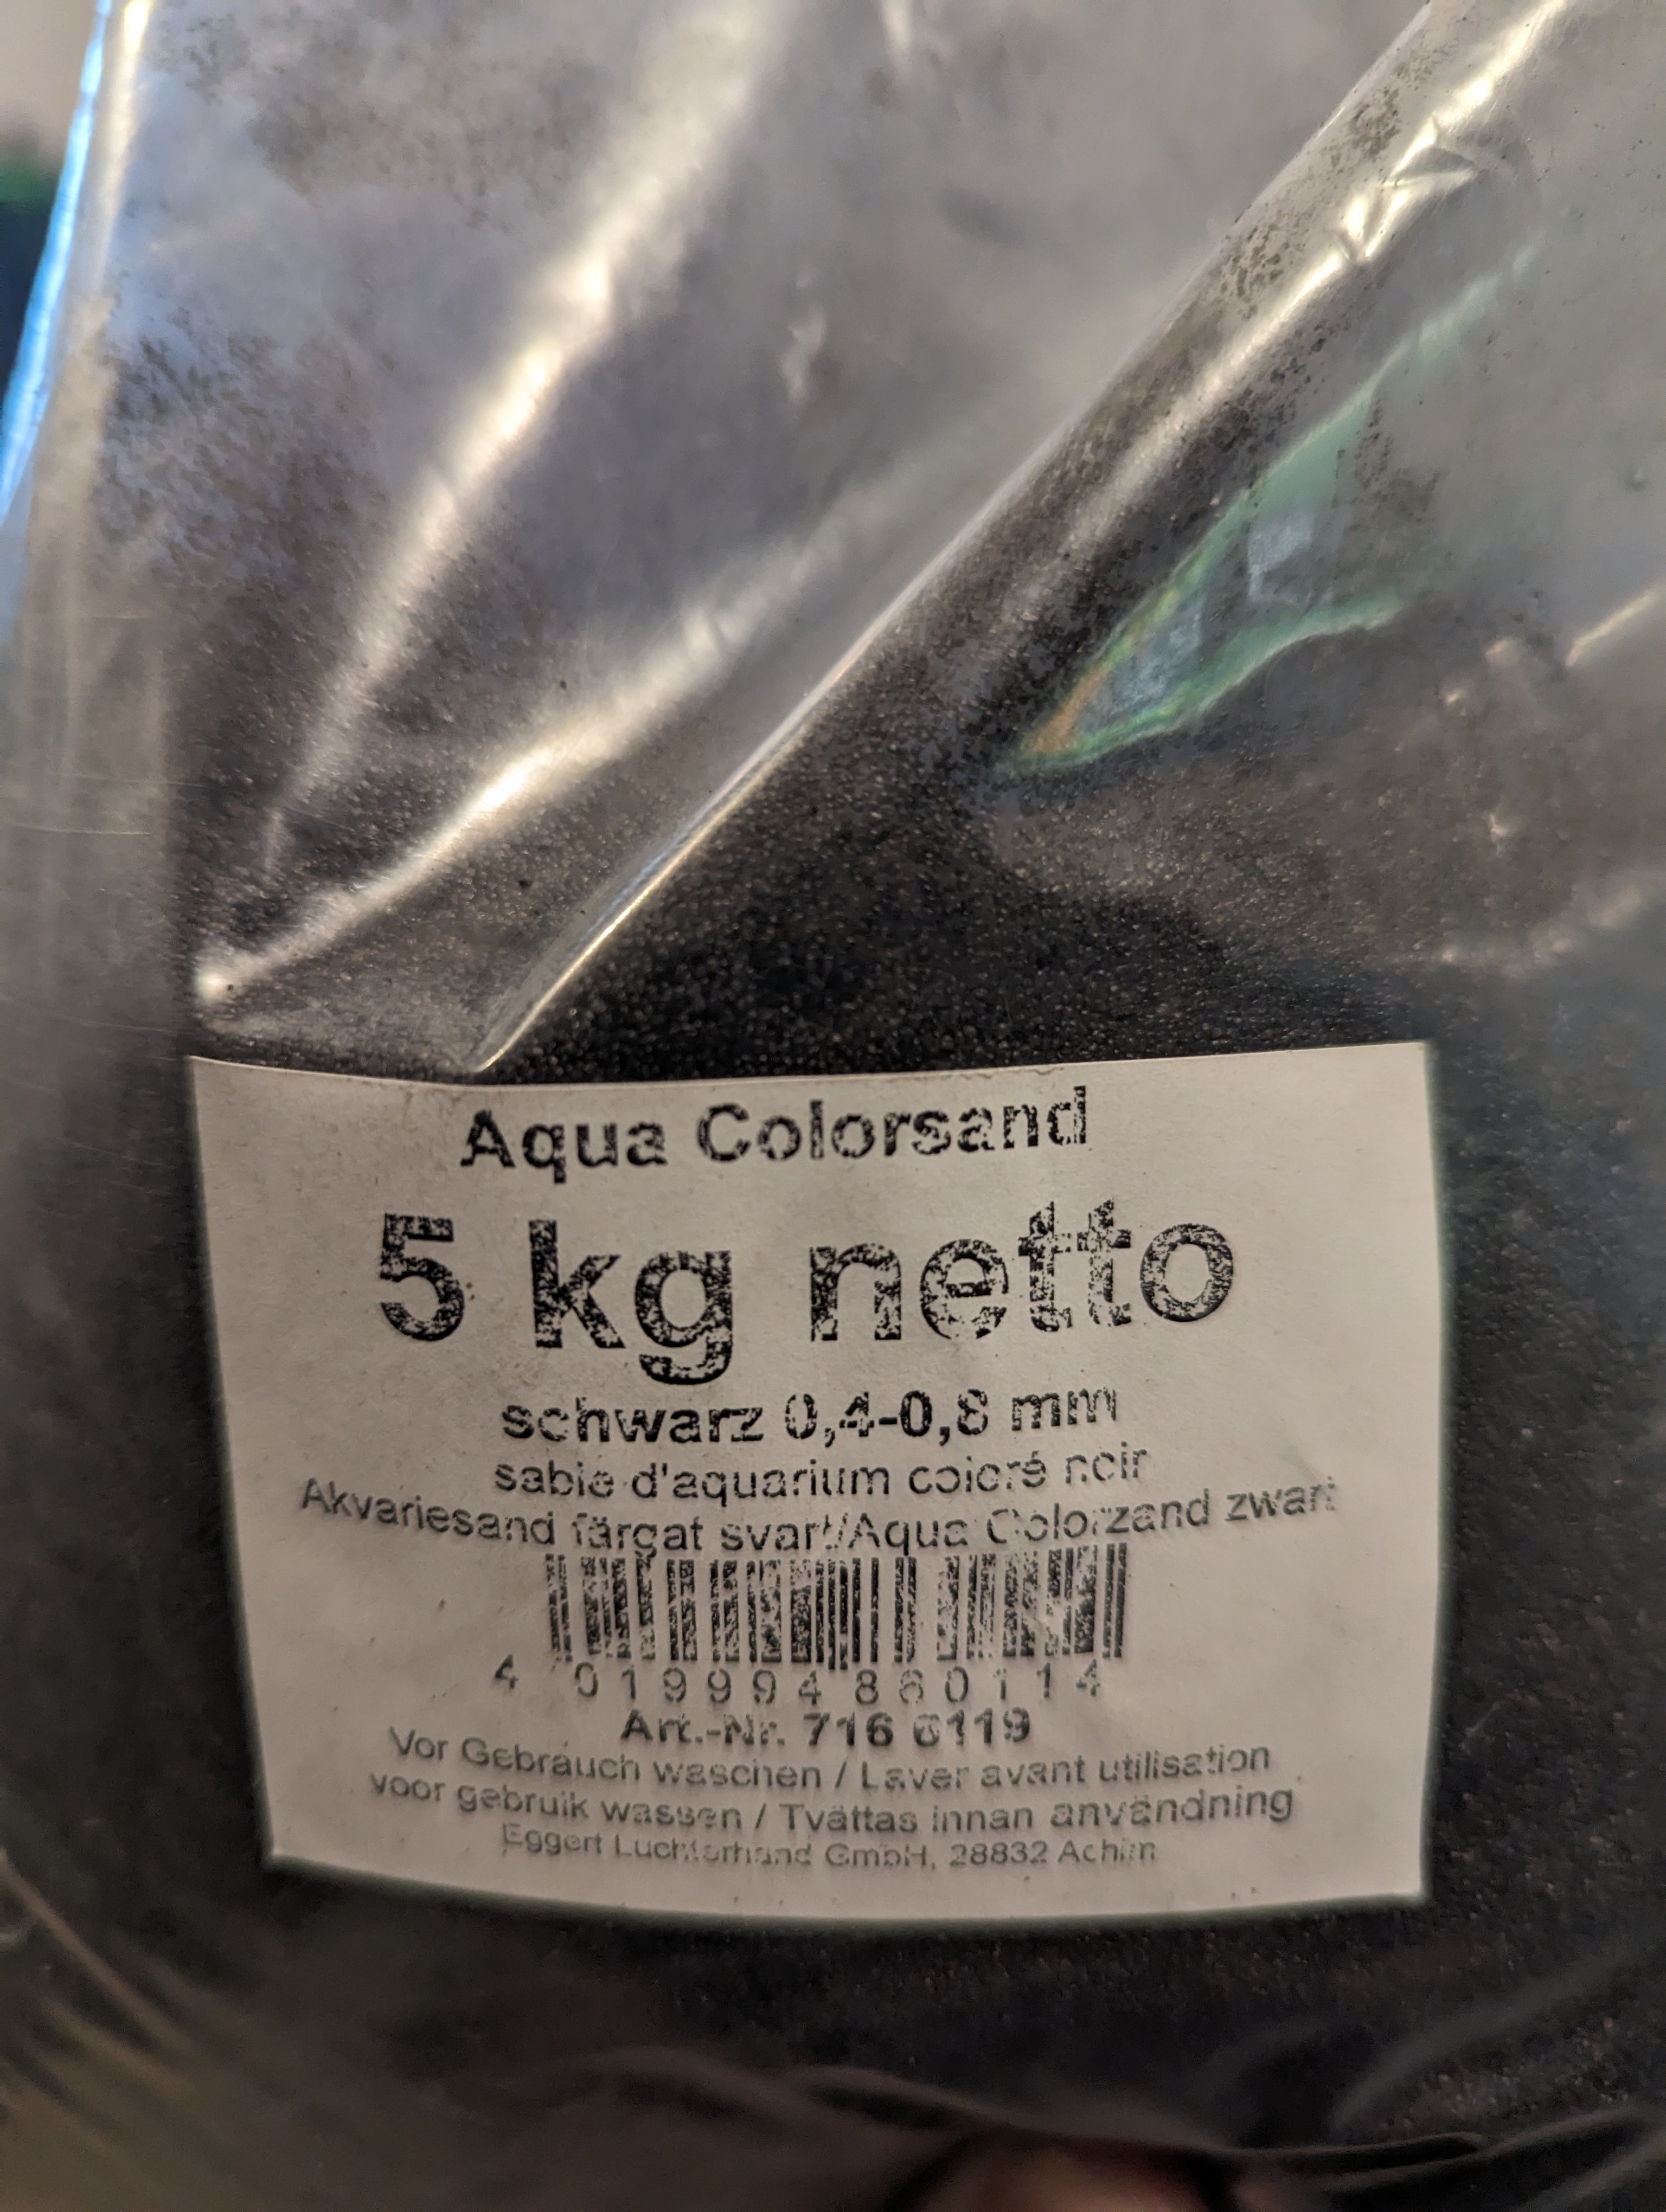 Aqua Colorsand
5 kg netto
schwarz 0,4-0,8 mm
sable d'aquarium coloré noir
Akvariesand färgat svart/Aqua Colorzand zwart
4 019994 860114
Art.-Nr. 716 6119
Vor Gebrauch waschen / Laver avant utilisation
voor gebruik wassen / Tvättas innan användning
Eggert Luchterhand GmbH, 28832 Achim